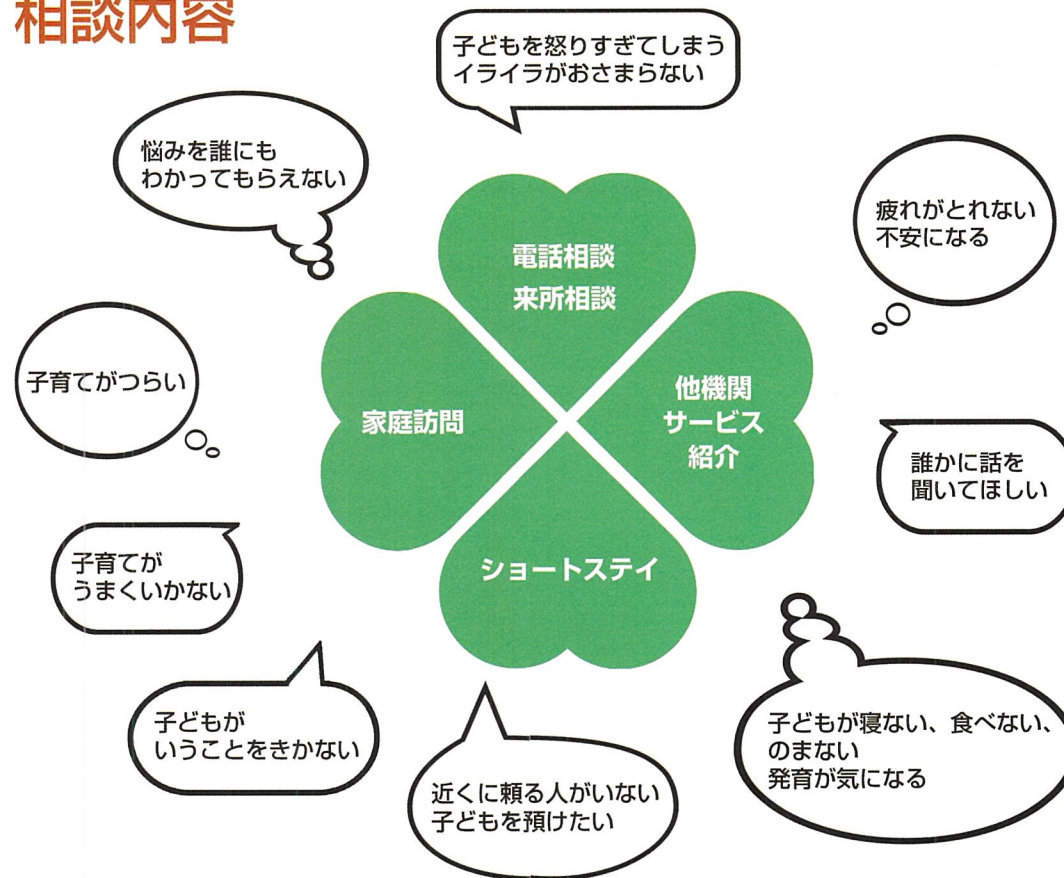 相談内容
子どもを怒りすぎてしまう
イライラがおさまらない
悩みを誰にも
わかってもらえない
疲れがとれない
不安になる
電話相談
来所相談
子育てがつらい
家庭訪問
他機関
サービス
紹介
誰かに話を
聞いてほしい
子育てが
うまくいかない
ショートステイ
子どもが
いうことをきかない
近くに頼る人がいない
子どもを預けたい
子どもが寝ない、食べない、
のまない
発育が気になる